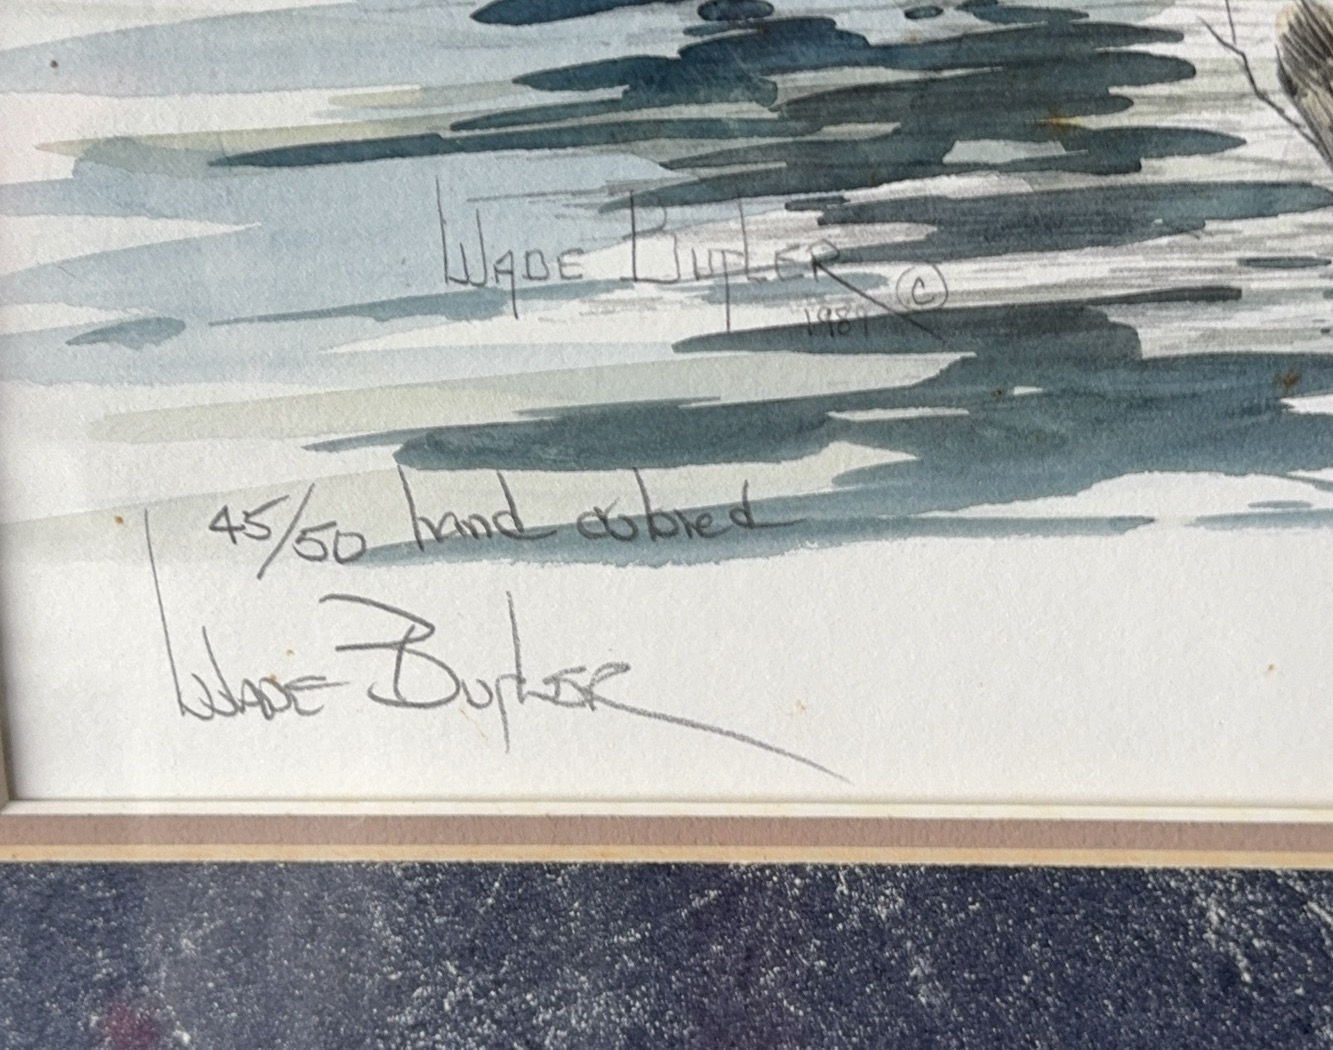 WADE BUTLER ©
1989
45/50 hand colored
WADE BUTLER